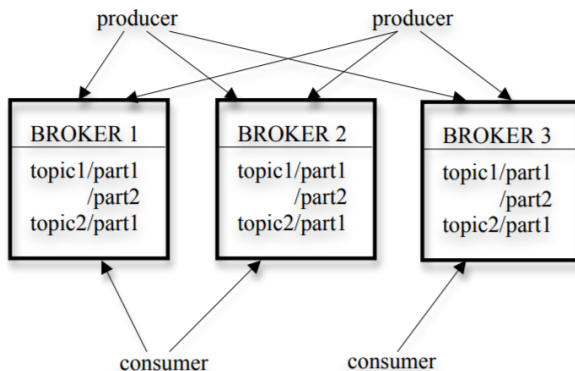 producer
producer
BROKER 1
topic1/part1
/part2
topic2/part1
BROKER 2
topic1/part1
/part2
topic2/part1
BROKER 3
topic1/part1
/part2
topic2/part1
consumer
consumer